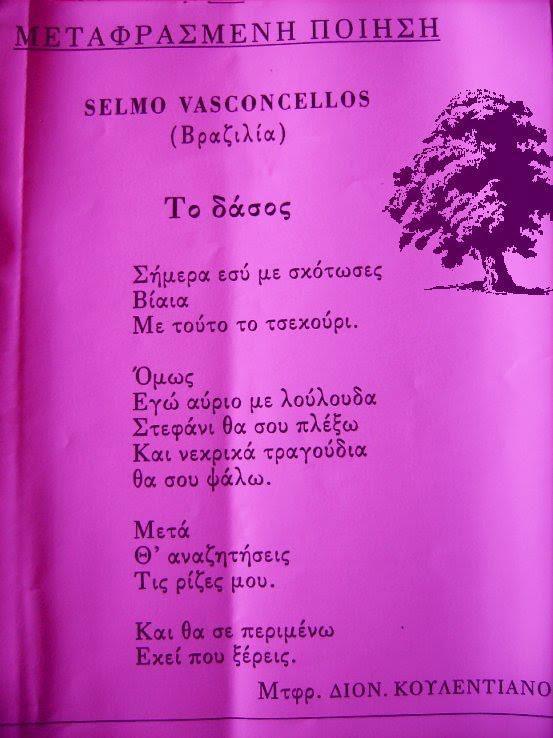 ΜΕΤΑΦΡΑΣΜΕΝΗ ΠΟΙΗΣΗ
SELMO VASCONCELLOS
(Βραζιλία)
Το δάσος
Σήμερα εσύ με σκότωσες
Βίαια
Με τούτο το τσεκούρι.
Όμως
Εγώ αύριο με λούλουδα
Στεφάνι θα σου πλέξω
Και νεκρικά τραγούδια
θα σου ψάλω.
Μετά
Θ' αναζητήσεις
Τις ρίζες μου.
Και θα σε περιμένω
Εκεί που ξέρεις.
Μτφρ. ΔΙΟΝ. ΚΟΥΛΕΝΤΙΑΝΟ